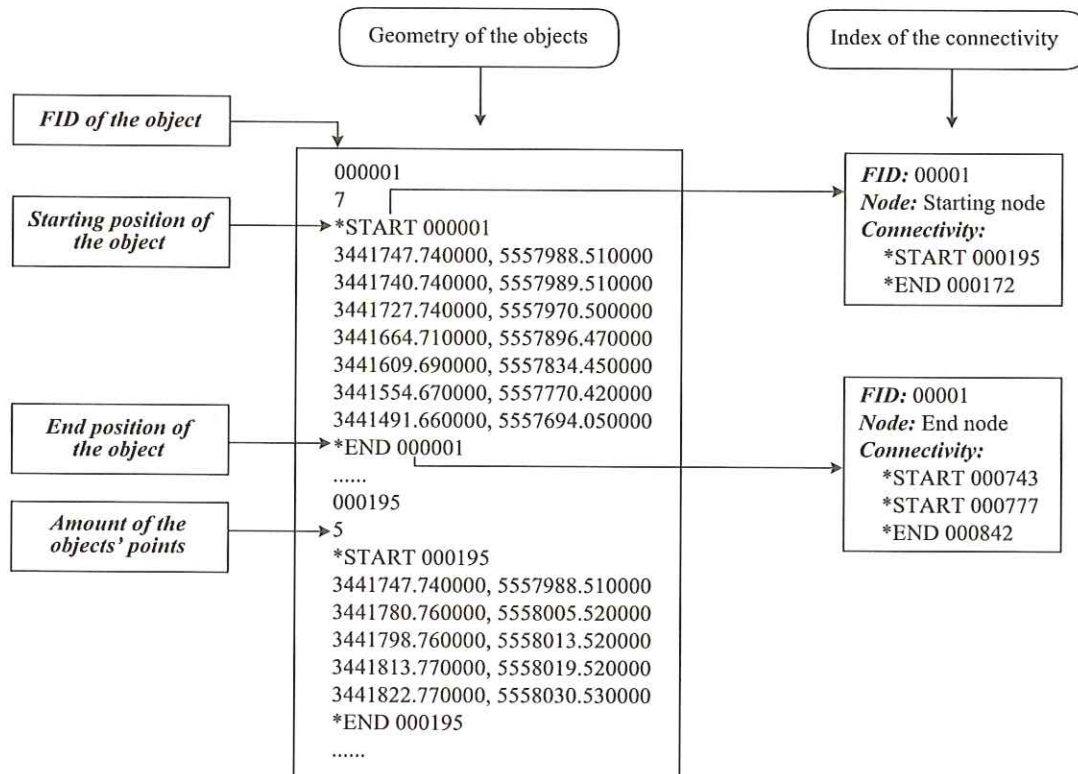 Geometry of the objects
Index of the connectivity
FID of the object
Starting position of
the object
End position of
the object
Amount of the
objects' points
000001
7
*START 000001
3441747.740000, 5557988.510000
3441740.740000, 5557989.510000
3441727.740000, 5557970.500000
3441664.710000, 5557896.470000
3441609.690000, 5557834.450000
3441554.670000, 5557770.420000
3441491.660000, 5557694.050000
*END 000001
......
000195
5
*START 000195
3441747.740000, 5557988.510000
3441780.760000, 5558005.520000
3441798.760000, 5558013.520000
3441813.770000, 5558019.520000
3441822.770000, 5558030.530000
*END 000195
......
FID: 00001
Node: Starting node
Connectivity:
*START 000195
*END 000172
FID: 00001
Node: End node
Connectivity:
*START 000743
*START 000777
*END 000842